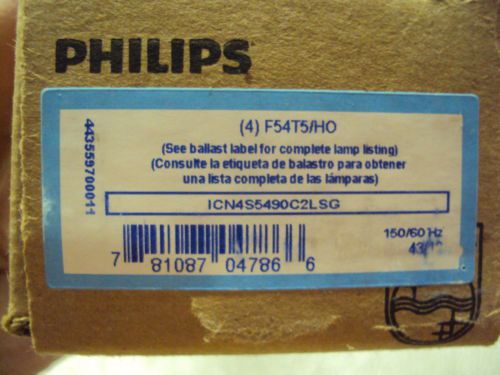 PHILIPS
443559700011
(4) F54T5/HO
(See ballast label for complete lamp listing)
(Consulte la etiqueta de balastro para obtener
una lista completa de las lámparas)
ICN4S5490C2LSG
150/60 Hz
7 81087 04786 6